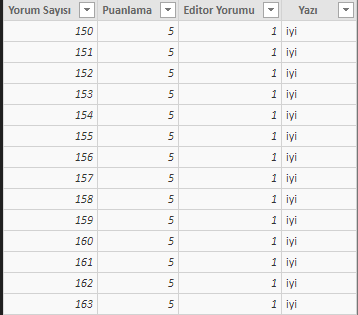 Yorum Sayısı Puanlama Editor Yorumu Yazı
150 5 1 iyi
151 5 1 iyi
152 5 1 iyi
153 5 1 iyi
154 5 1 iyi
155 5 1 iyi
156 5 1 iyi
157 5 1 iyi
158 5 1 iyi
159 5 1 iyi
160 5 1 iyi
161 5 1 iyi
162 5 1 iyi
163 5 1 iyi